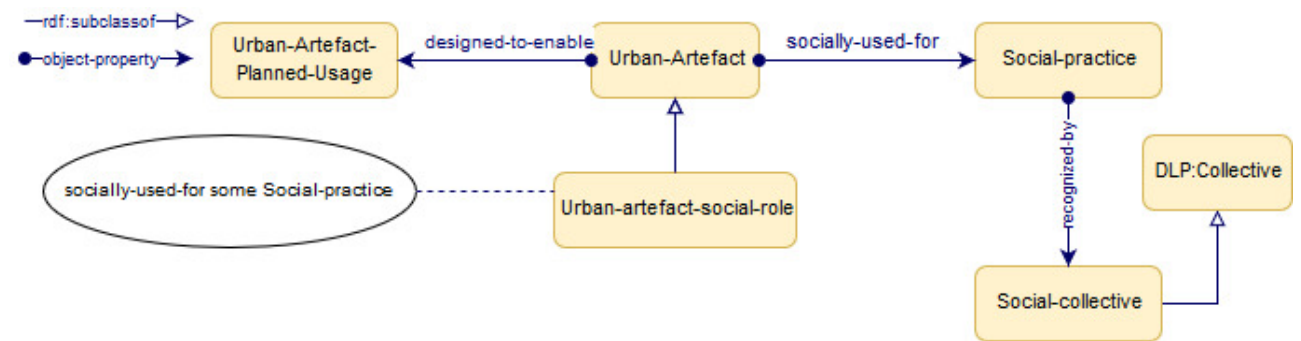 rdf:subclassof
object-property
Urban-Artefact-
Planned-Usage
designed-to-enable
Urban-Artefact
socially-used-for
Social-practice
socially-used-for some Social-practice
Urban-artefact-social-role
recognized-by
DLP:Collective
Social-collective